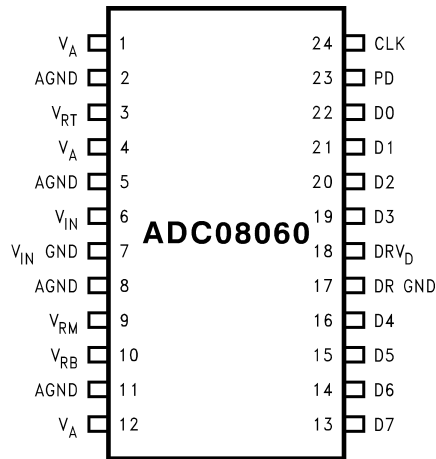 V_A 1 24 CLK
AGND 2 23 PD
V_RT 3 22 D0
V_A 4 21 D1
AGND 5 20 D2
V_IN 6 19 D3
ADC08060
V_IN GND 7 18 DRV_D
AGND 8 17 DR GND
V_RM 9 16 D4
V_RB 10 15 D5
AGND 11 14 D6
V_A 12 13 D7